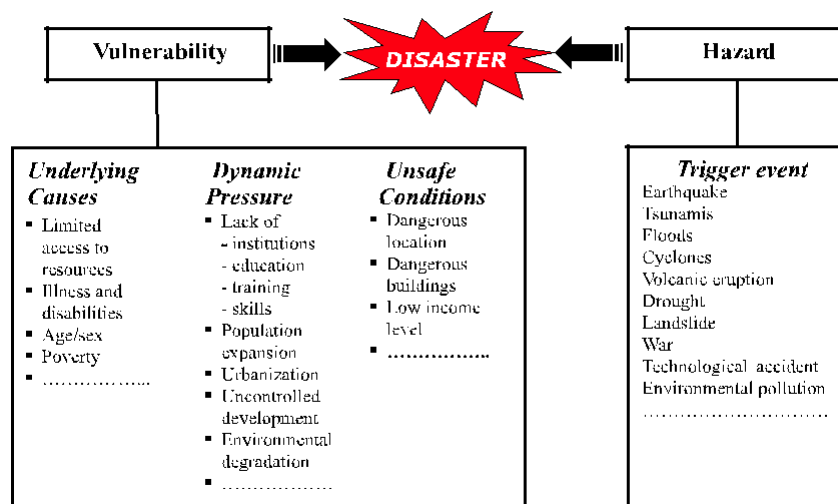 Vulnerability
DISASTER
Hazard
Underlying
Causes
▪ Limited
access to
resources
▪ Illness and
disabilities
▪ Age/sex
▪ Poverty
▪ ……………..
Dynamic
Pressure
▪ Lack of
- institutions
- education
- training
- skills
▪ Population
expansion
▪ Urbanization
▪ Uncontrolled
development
▪ Environmental
degradation
▪ ………………
Unsafe
Conditions
▪ Dangerous
location
▪ Dangerous
buildings
▪ Low income
level
▪ ……………..
Trigger event
Earthquake
Tsunamis
Floods
Cyclones
Volcanic eruption
Drought
Landslide
War
Technological accident
Environmental pollution
…………………………